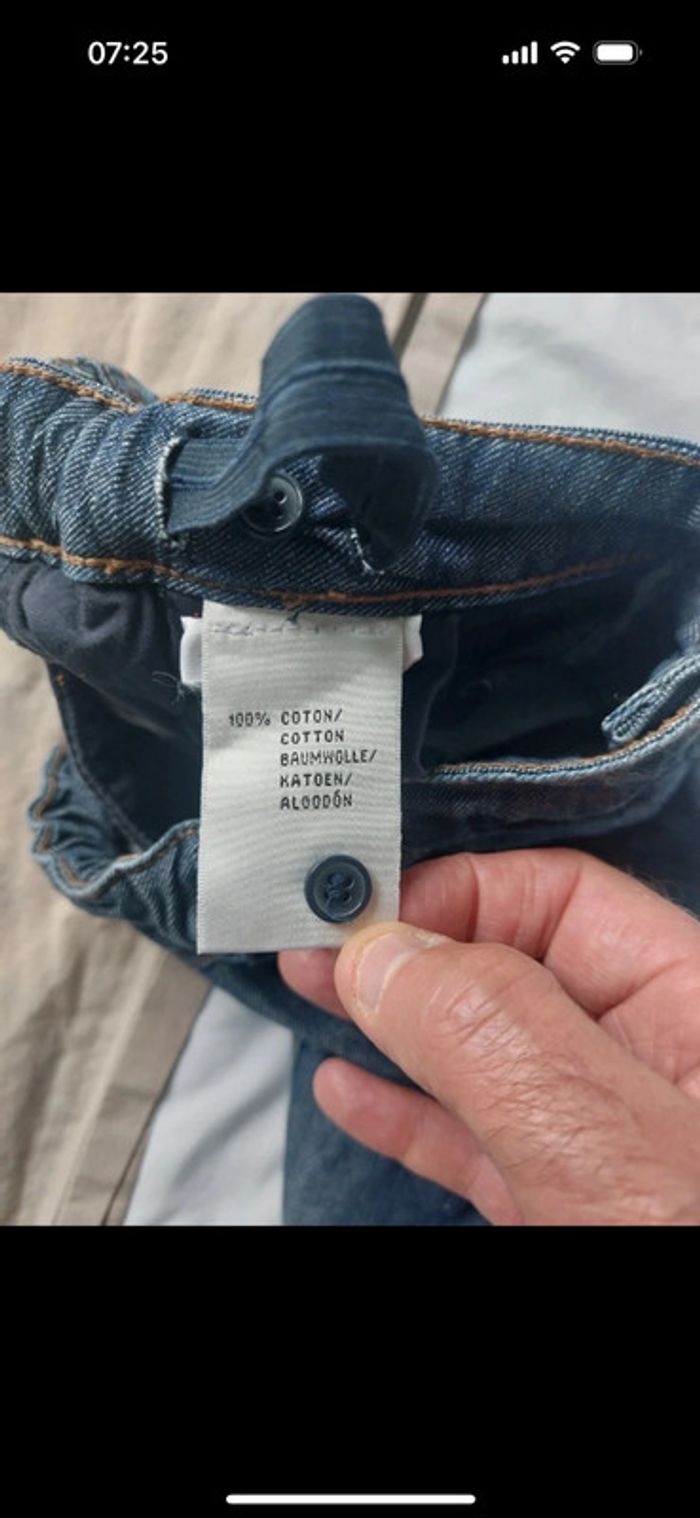 07:25
100% COTON/
COTTON
BAUMWOLLE/
KATOEN/
ALGODÓN